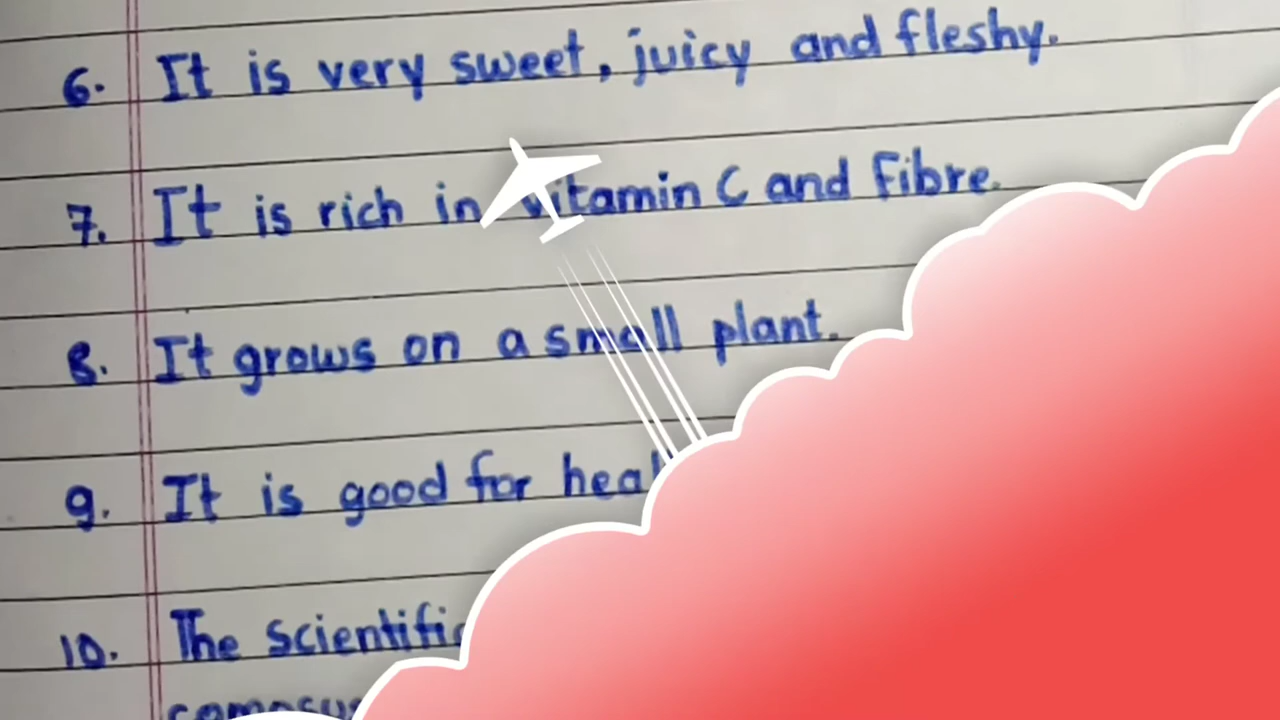 6. It is very sweet, juicy and fleshy.
7. It is rich in vitamin C and Fibre.
8. It grows on a small plant.
9. It is good for
10. The